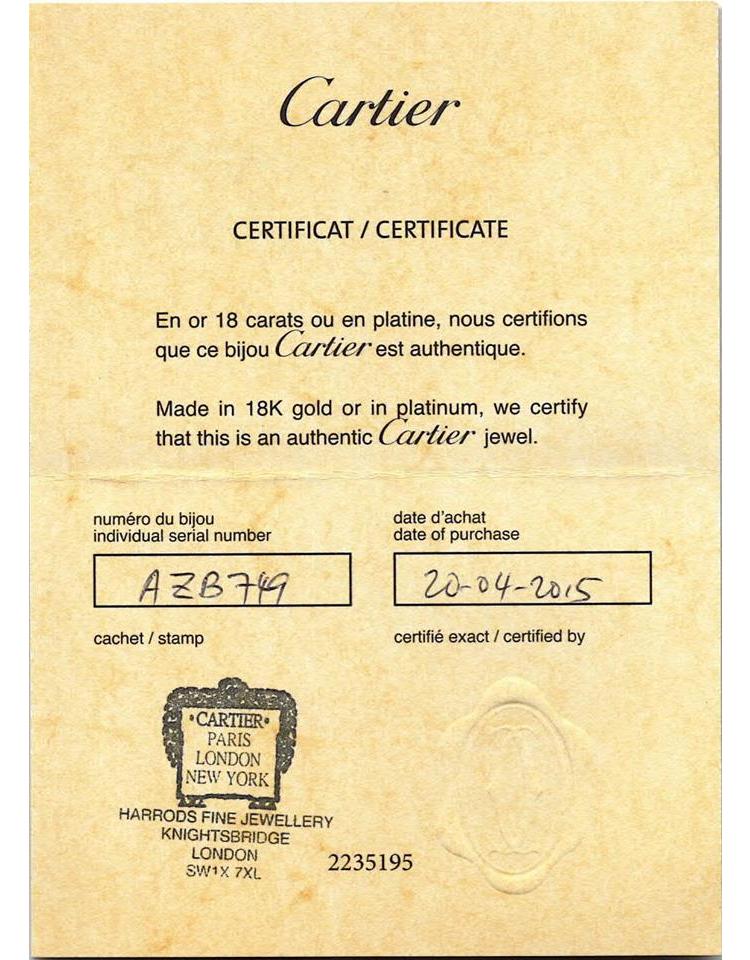 Cartier
CERTIFICAT / CERTIFICATE
En or 18 carats ou en platine, nous certifions
que ce bijou Cartier est authentique.
Made in 18K gold or in platinum, we certify
that this is an authentic Cartier jewel.
numéro du bijou
individual serial number
AZB749
date d'achat
date of purchase
20-04-2015
cachet / stamp
certifié exact / certified by
CARTIER
PARIS
LONDON
NEW YORK
HARRODS FINE JEWELLERY
KNIGHTSBRIDGE
LONDON
SW1X 7XL
2235195